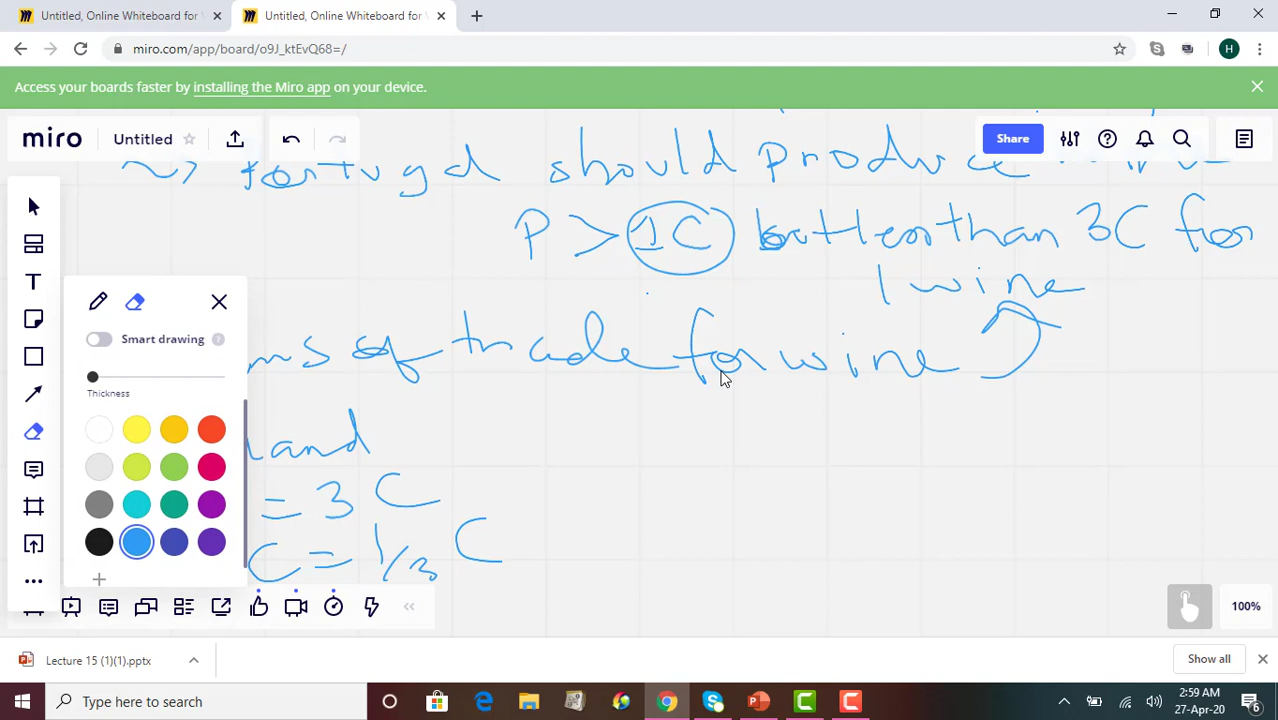 Untitled, Online Whiteboard for
Untitled, Online Whiteboard for
miro.com/app/board/o9J_ktEvQ68=/
H
Access your boards faster by installing the Miro app on your device.
miro
Untitled
Share
Portugal should produce
P > 1C but less than 3C for
1 wine
ms of trade for wine
land
= 3 C
C = 1/3 C
Smart drawing
Thickness
100%
Lecture 15 (1)(1).pptx
Show all
Type here to search
2:59 AM
27-Apr-20
6